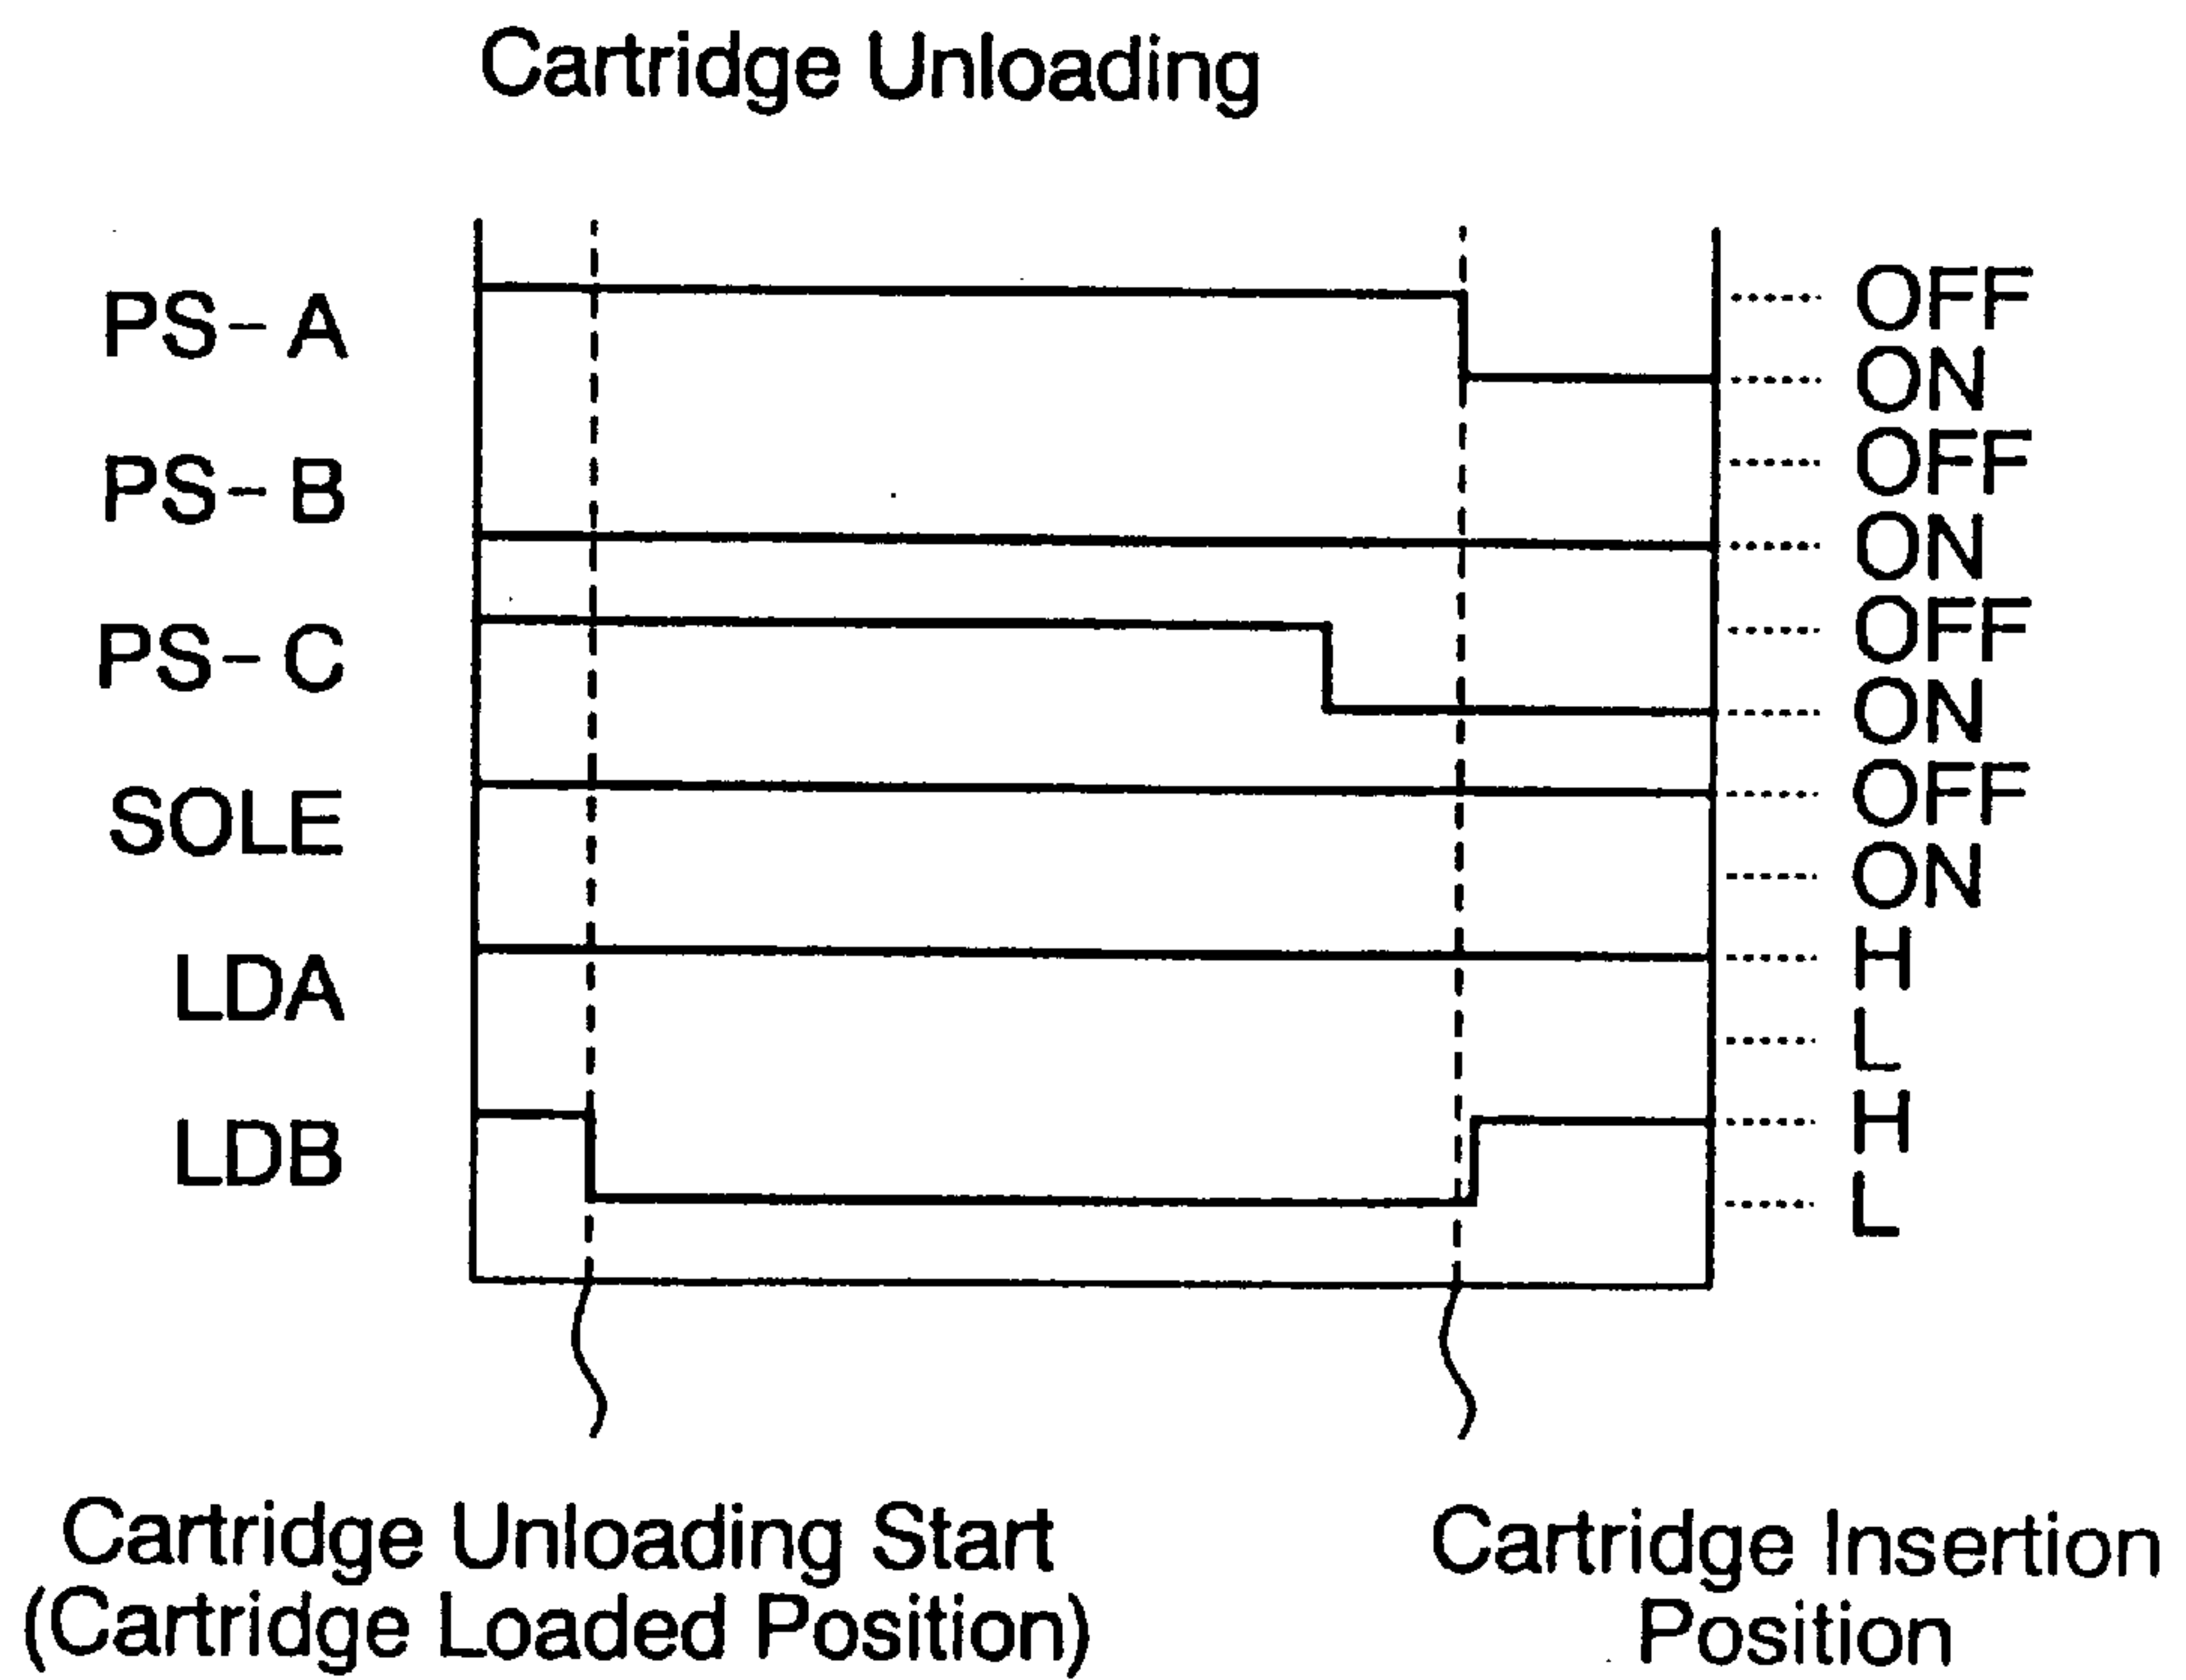 Cartridge Unloading
PS-A
OFF
ON
PS-B
OFF
ON
PS-C
OFF
ON
SOLE
OFF
ON
LDA
H
L
LDB
H
L
Cartridge Unloading Start
(Cartridge Loaded Position)
Cartridge Insertion
Position